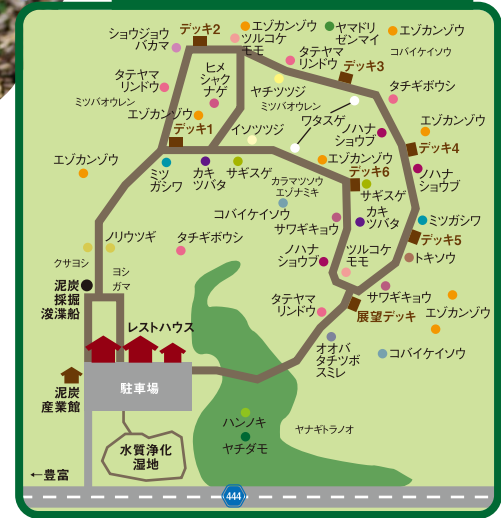 エゾカンゾウ
ヤマドリ
ゼンマイ
エゾカンゾウ
ショウジョウ
バカマ
デッキ2
ツルコケ
モモ
コバイケイソウ
タテヤマ
リンドウ
デッキ3
ヒメ
シャク
ナゲ
タテヤマ
リンドウ
ヤチツツジ
タチギボウシ
ミツバオウレン
ミツバオウレン
エゾカンゾウ
ワタスゲ
エゾカンゾウ
デッキ1
イソツツジ
ノハナ
ショウブ
デッキ4
エゾカンゾウ
ミツ
ガシワ
カキ
ツバタ
サギスゲ
エゾカンゾウ
デッキ6
ノハナ
ショウブ
カラマツソウ
エゾナミキ
サギスゲ
コバイケイソウ
サワギキョウ
カキ
ツバタ
ミツガシワ
ノリウツギ
タチギボウシ
デッキ5
クサヨシ
ヨシ
ガマ
ノハナ
ショウブ
ツルコケ
モモ
トキソウ
泥炭
採掘
浚渫船
レストハウス
タテヤマ
リンドウ
サワギキョウ
エゾカンゾウ
展望デッキ
オオバ
タチツボ
スミレ
コバイケイソウ
泥炭
産業館
駐車場
ハンノキ
ヤナギトラノオ
ヤチダモ
水質浄化
湿地
←豊富
444